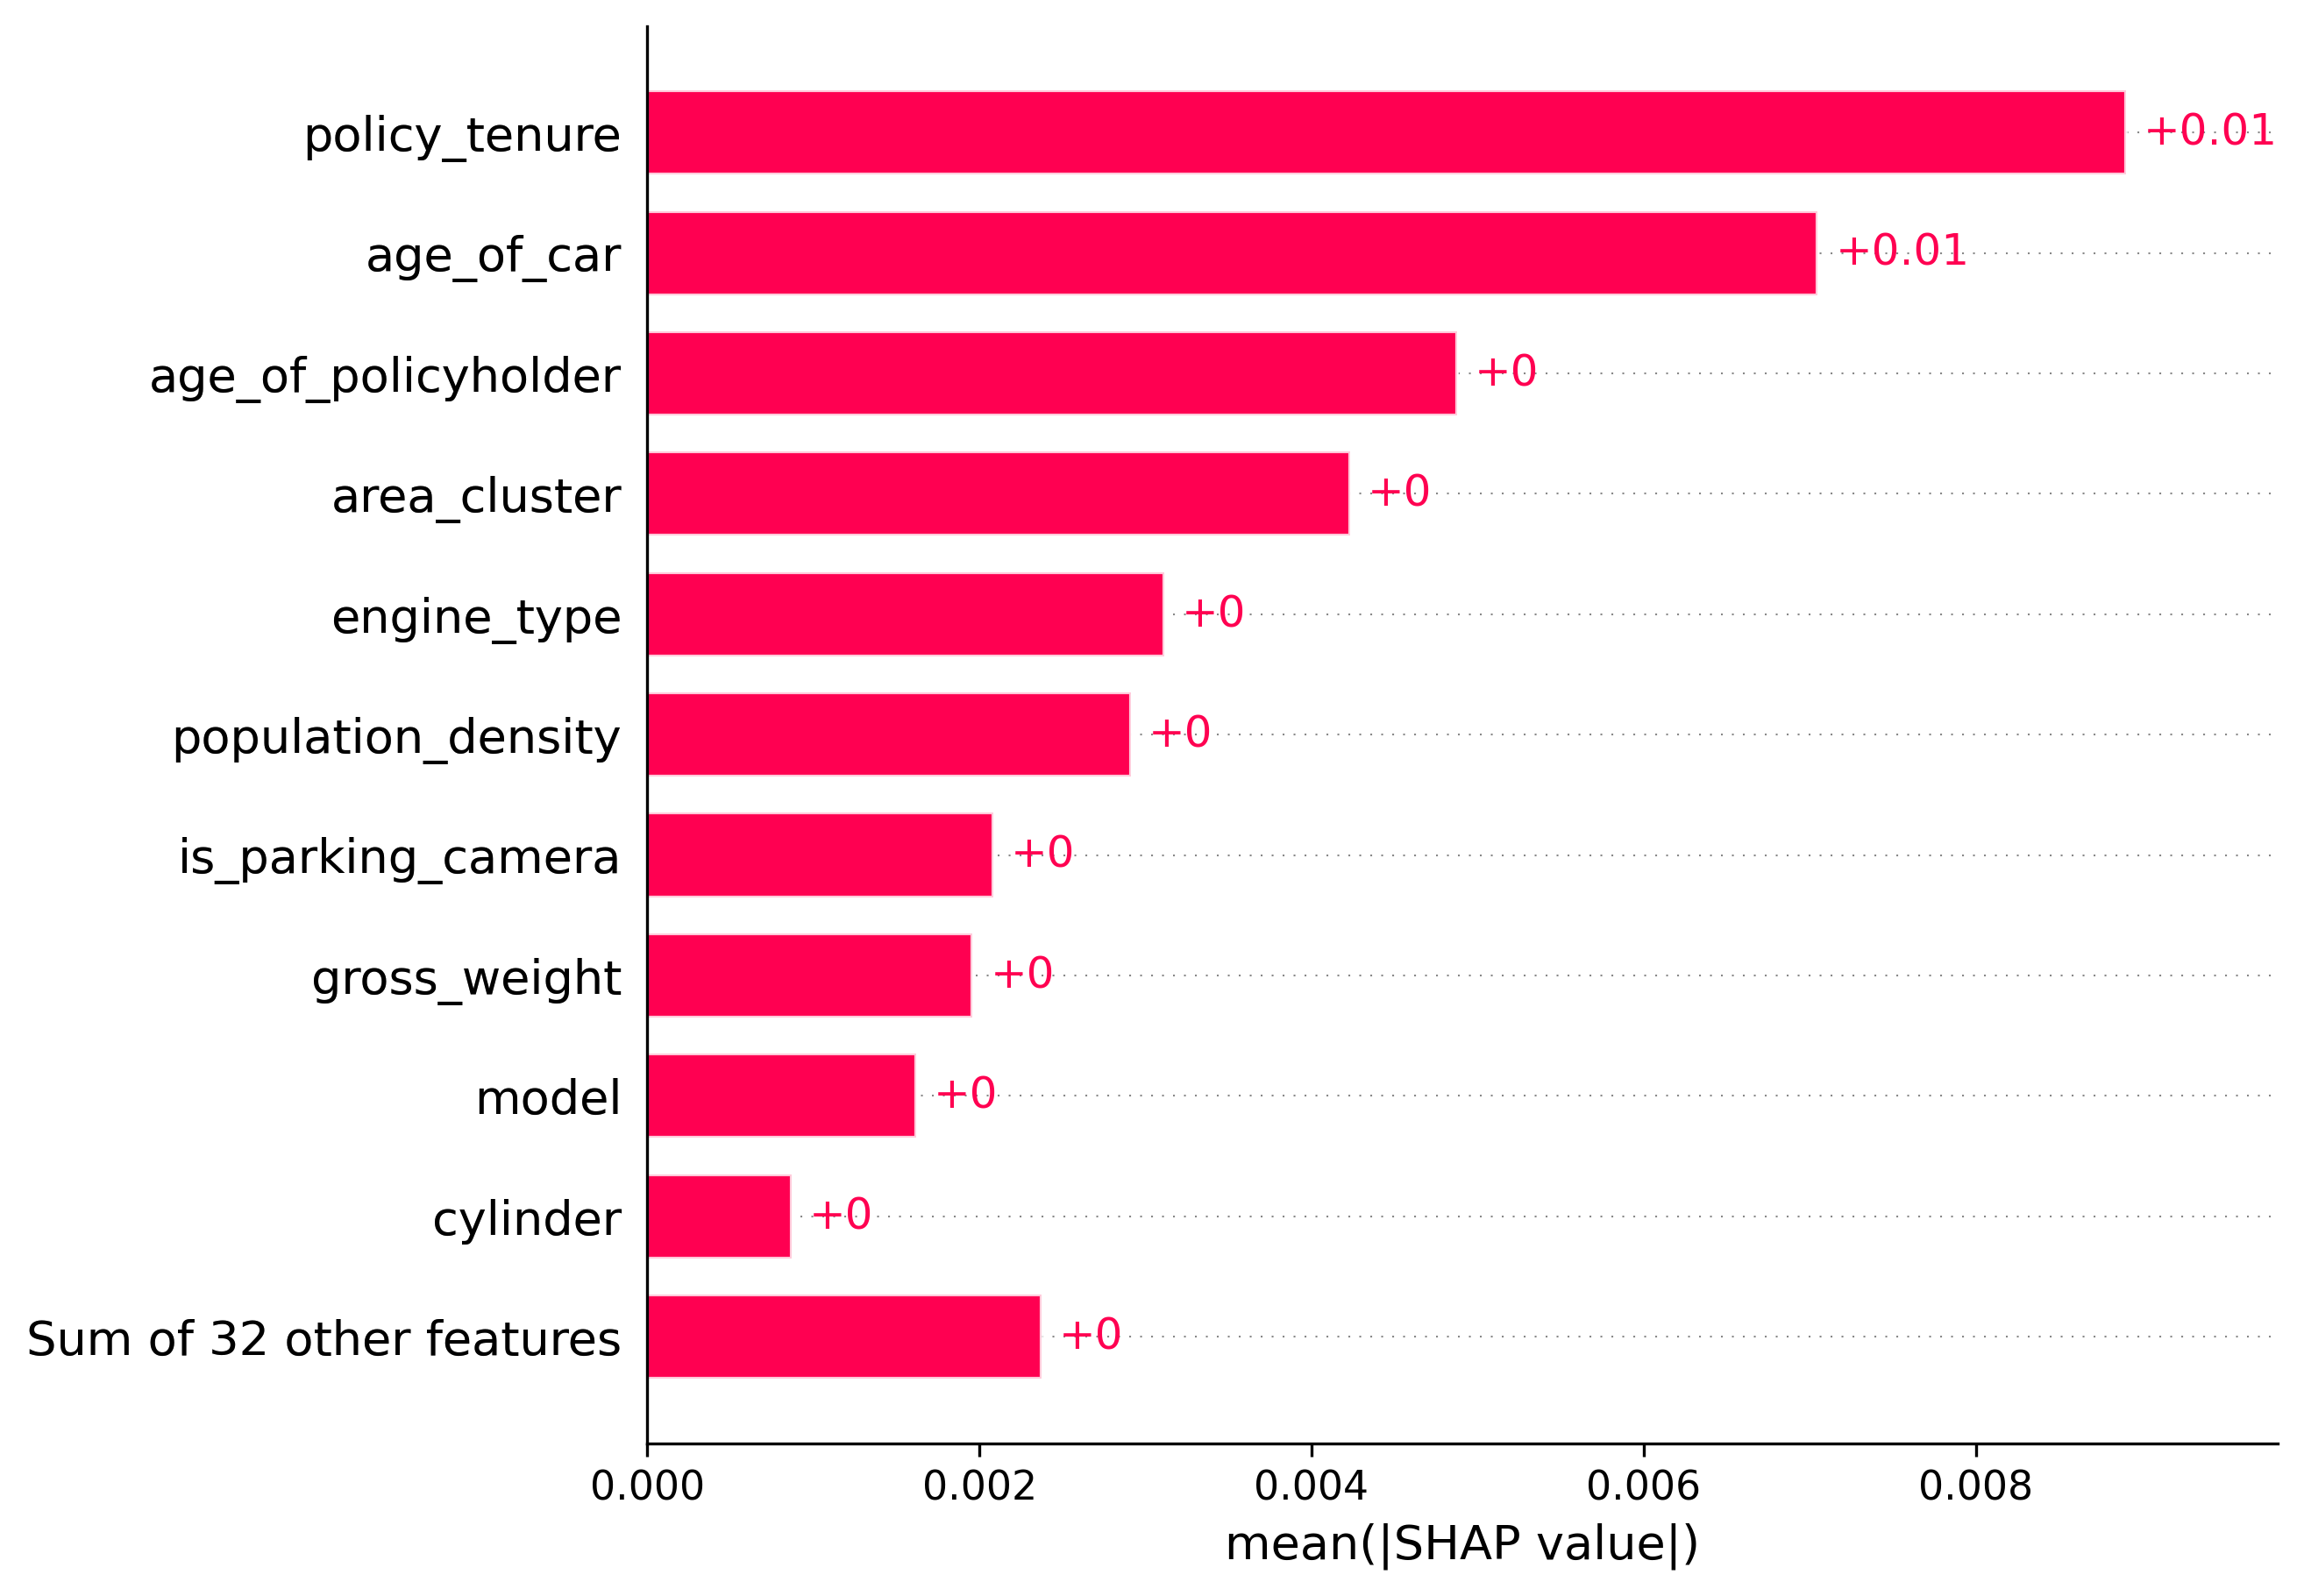 policy_tenure +0.01
age_of_car +0.01
age_of_policyholder +0
area_cluster +0
engine_type +0
population_density +0
is_parking_camera +0
gross_weight +0
model +0
cylinder +0
Sum of 32 other features +0
0.000 0.002 0.004 0.006 0.008
mean(|SHAP value|)